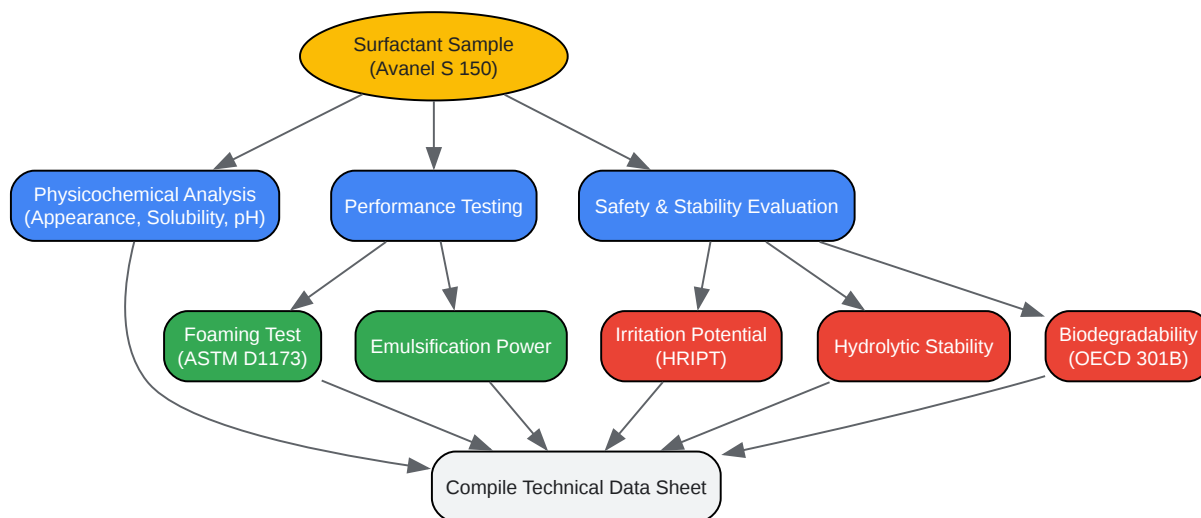 Surfactant Sample
(Avanel S 150)
Physicochemical Analysis
(Appearance, Solubility, pH)
Performance Testing
Safety & Stability Evaluation
Foaming Test
(ASTM D1173)
Emulsification Power
Irritation Potential
(HRIPT)
Hydrolytic Stability
Biodegradability
(OECD 301B)
Compile Technical Data Sheet